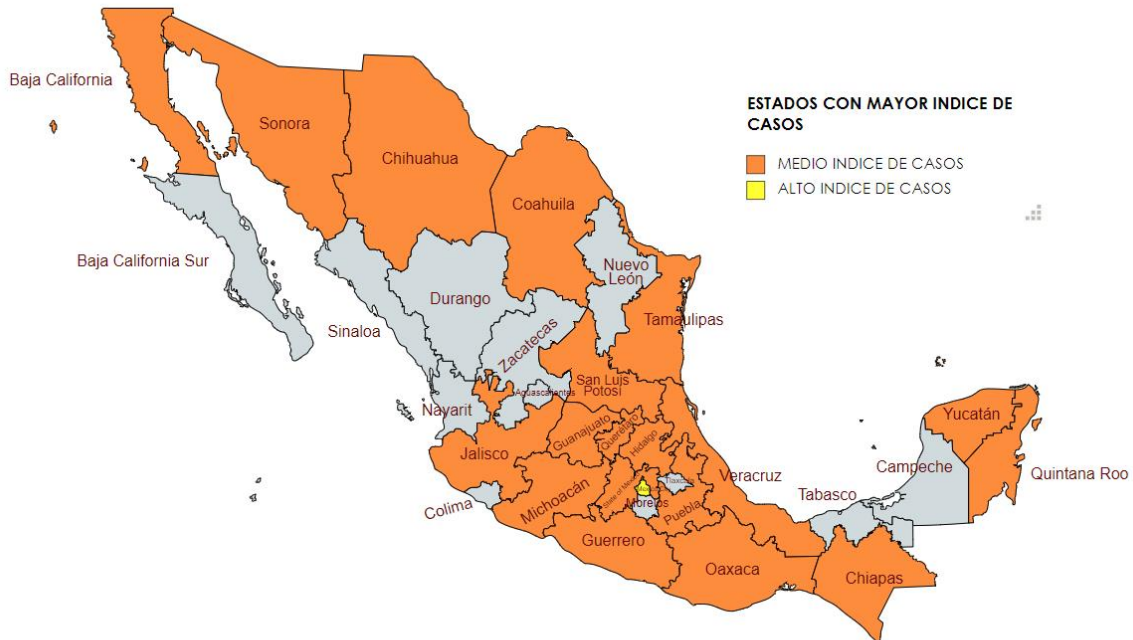 Baja California
Sonora
Chihuahua
Coahuila
ESTADOS CON MAYOR INDICE DE
CASOS
MEDIO INDICE DE CASOS
ALTO INDICE DE CASOS
Baja California Sur
Nuevo
León
Durango
Sinaloa
Zacatecas
Tamaulipas
San Luis
Potosí
Aguascalientes
Nayarit
Guanajuato
Querétaro
Hidalgo
Jalisco
Yucatán
Campeche
Quintana Roo
Veracruz
Tabasco
Colima
Michoacán
State of Mexico
Tlaxcala
Morelos
Puebla
Guerrero
Oaxaca
Chiapas